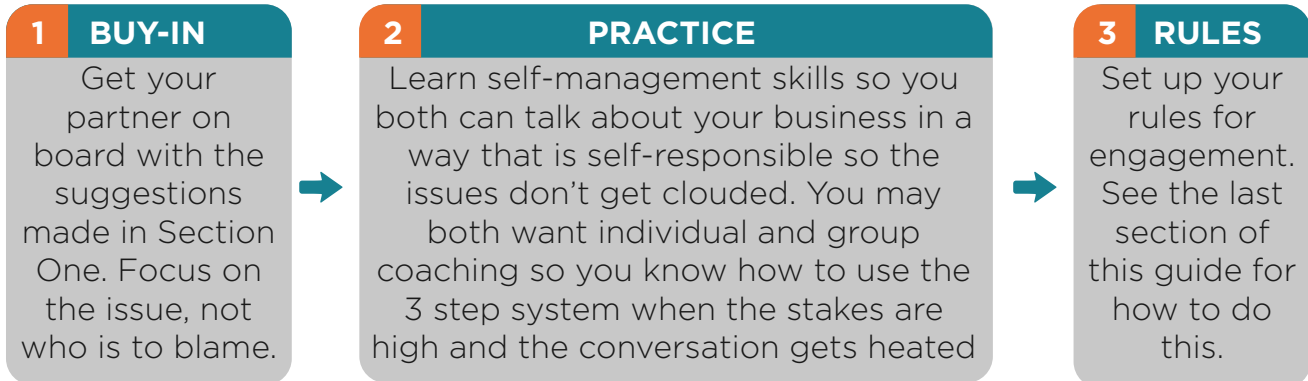 1 BUY-IN
Get your
partner on
board with the
suggestions
made in Section
One. Focus on
the issue, not
who is to blame.
2 PRACTICE
Learn self-management skills so you
both can talk about your business in a
way that is self-responsible so the
issues don't get clouded. You may
both want individual and group
coaching so you know how to use the
3 step system when the stakes are
high and the conversation gets heated
3 RULES
Set up your
rules for
engagement.
See the last
section of
this guide for
how to do
this.